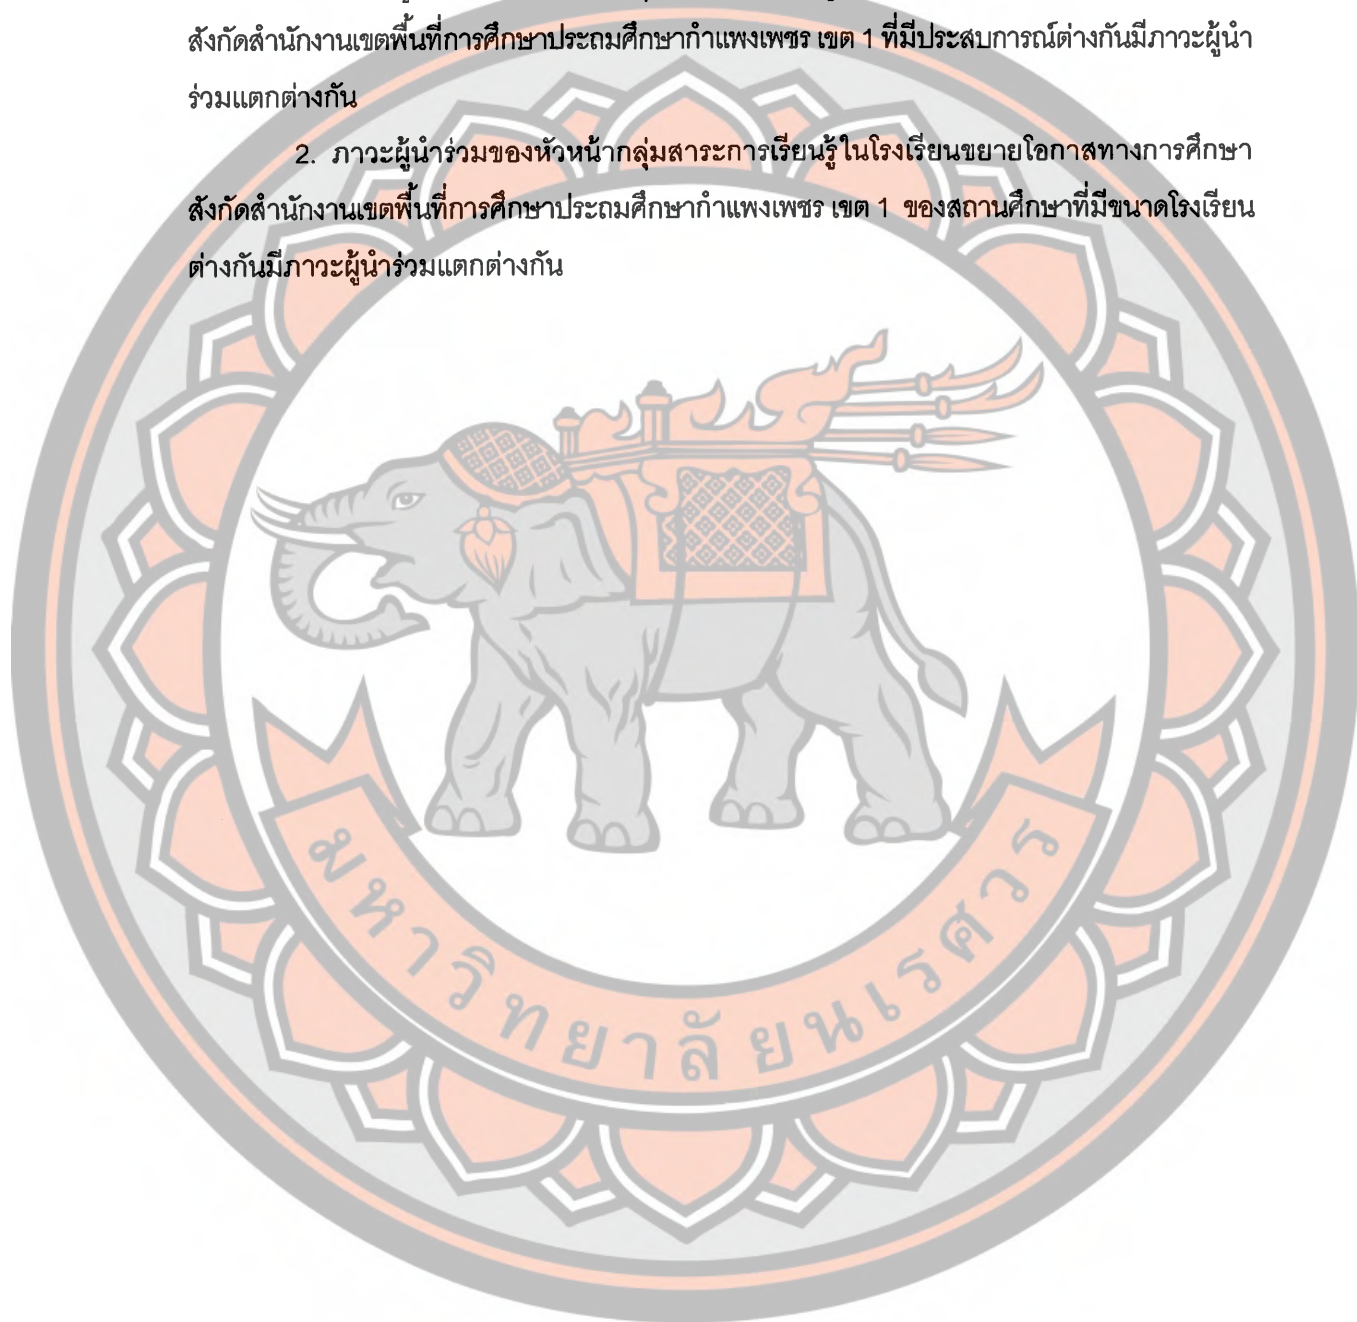 สังกัดสำนักงานเขตพื้นที่การศึกษาประถมศึกษากำแพงเพชร เขต 1 ที่มีประสบการณ์ต่างกันมีภาวะผู้นำ
ร่วมแตกต่างกัน
2. ภาวะผู้นำร่วมของหัวหน้ากลุ่มสาระการเรียนรู้ในโรงเรียนขยายโอกาสทางการศึกษา
สังกัดสำนักงานเขตพื้นที่การศึกษาประถมศึกษากำแพงเพชร เขต 1 ของสถานศึกษาที่มีขนาดโรงเรียน
ต่างกันมีภาวะผู้นำร่วมแตกต่างกัน
มหาวิทยาลัยนเรศวร